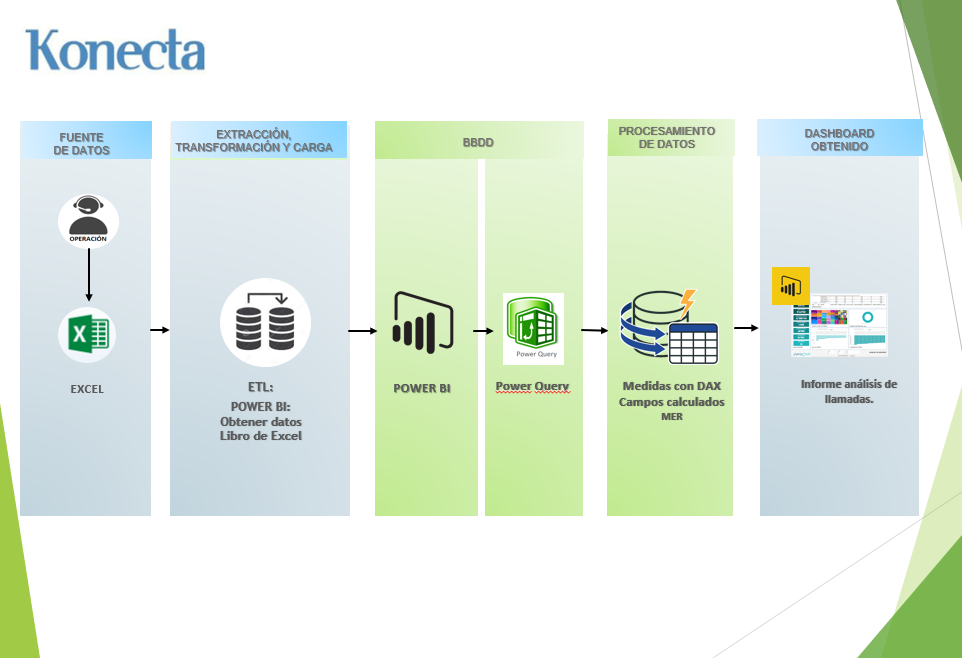 Konecta
FUENTE
DE DATOS
EXTRACCIÓN,
TRANSFORMACIÓN Y CARGA
BBDD
PROCESAMIENTO
DE DATOS
DASHBOARD
OBTENIDO
OPERACIÓN
EXCEL
ETL:
POWER BI:
Obtener datos
Libro de Excel
POWER BI
Power Query
Power Query
Medidas con DAX
Campos calculados
MER
Informe análisis de
llamadas.